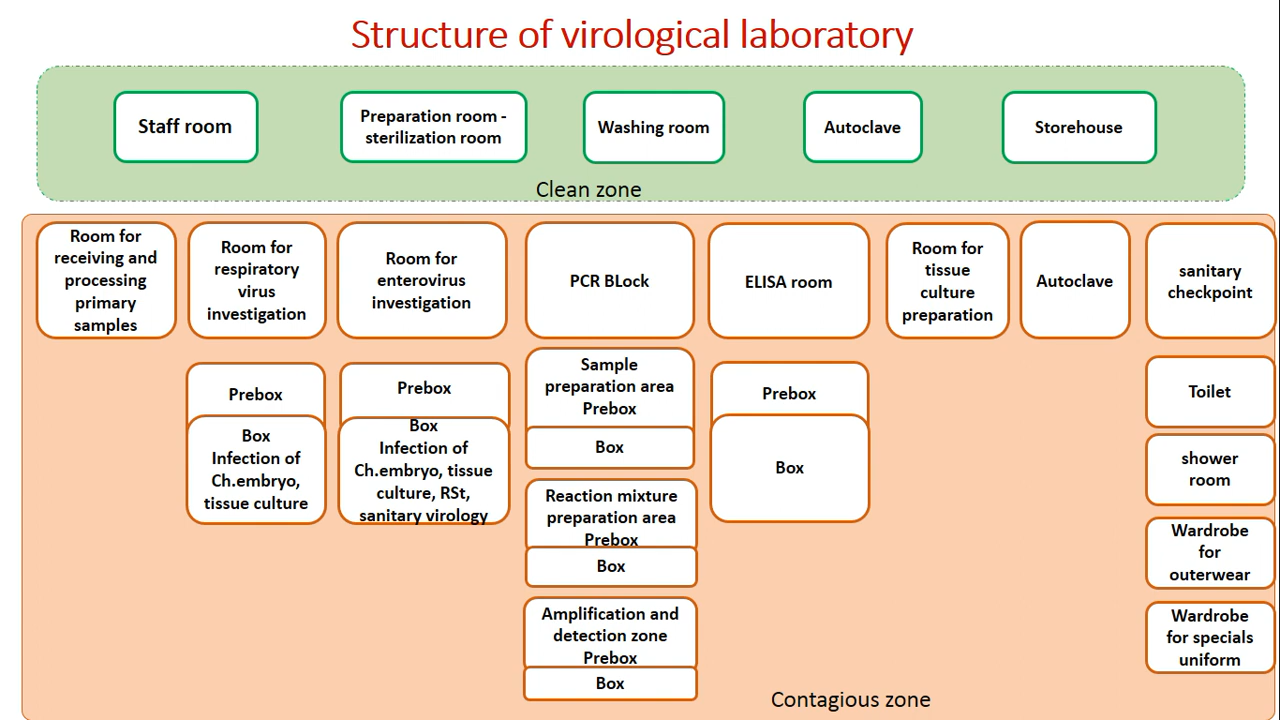 Structure of virological laboratory
Staff room
Preparation room -
sterilization room
Washing room
Autoclave
Storehouse
Clean zone
Room for
receiving and
processing
primary
samples
Room for
respiratory
virus
investigation
Room for
enterovirus
investigation
PCR BLock
ELISA room
Room for
tissue
culture
preparation
Autoclave
sanitary
checkpoint
Prebox
Box
Infection of
Ch.embryo,
tissue culture
Prebox
Box
Infection of
Ch.embryo, tissue
culture, RSt,
sanitary virology
Sample
preparation area
Prebox
Box
Reaction mixture
preparation area
Prebox
Box
Amplification and
detection zone
Prebox
Box
Prebox
Box
Toilet
shower
room
Wardrobe
for
outerwear
Wardrobe
for specials
uniform
Contagious zone